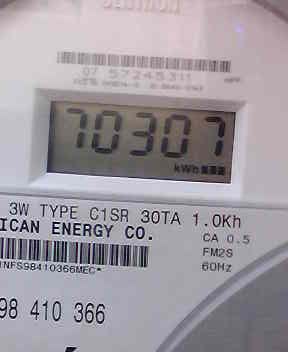 07 57245311
70307
kWh
3W TYPE C1SR 30TA 1.0Kh
ICAN ENERGY CO.
CA 0.5
FM2S
60Hz
INFS98410366MEC*
98 410 366